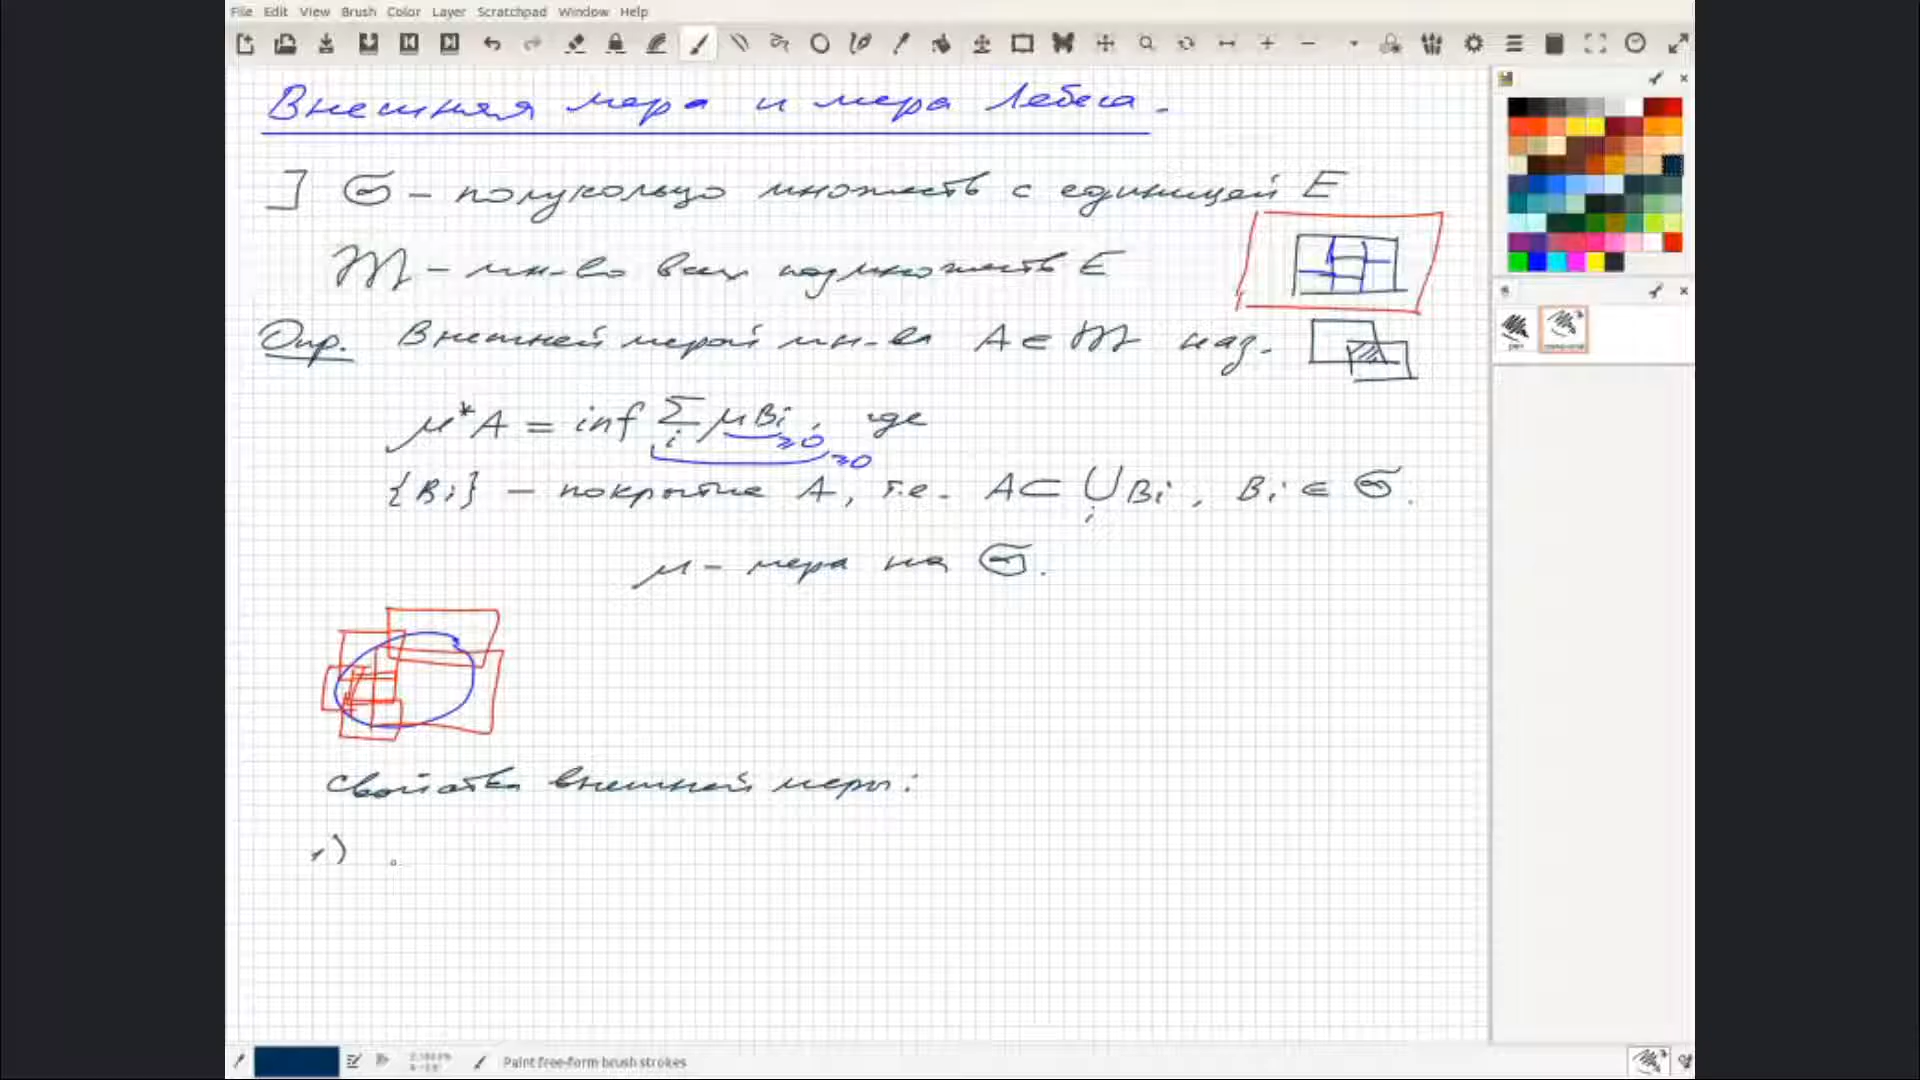 File Edit View Brush Color Layer Scratchpad Window Help
Внешняя мера и мера Лебега.
] 𝔖 - полукольцо множеств с единицей E
𝔐 - мн-во всех подмножеств E
Опр. Внешней мерой мн-ва A ∈ 𝔐 наз.
μ*A = inf ∑ᵢ μBᵢ, где
≥0
≥0
{Bᵢ} - покрытие A, т.е. A ⊂ ⋃ᵢ Bᵢ, Bᵢ ∈ 𝔖.
μ - мера на 𝔖.
Свойства внешней меры:
1)
Paint free-form brush strokes